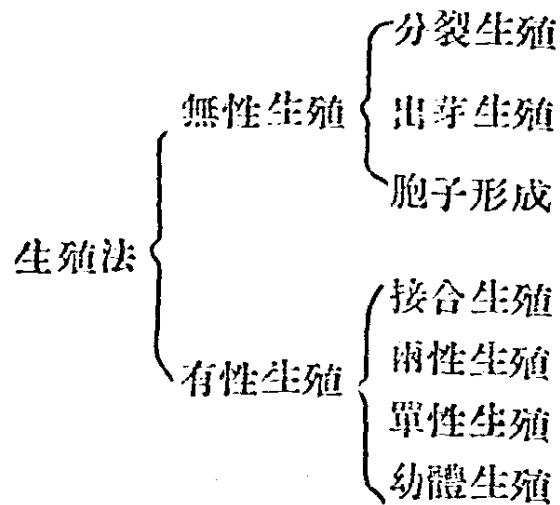 生殖法
無性生殖
分裂生殖
出芽生殖
胞子形成
有性生殖
接合生殖
兩性生殖
單性生殖
幼體生殖